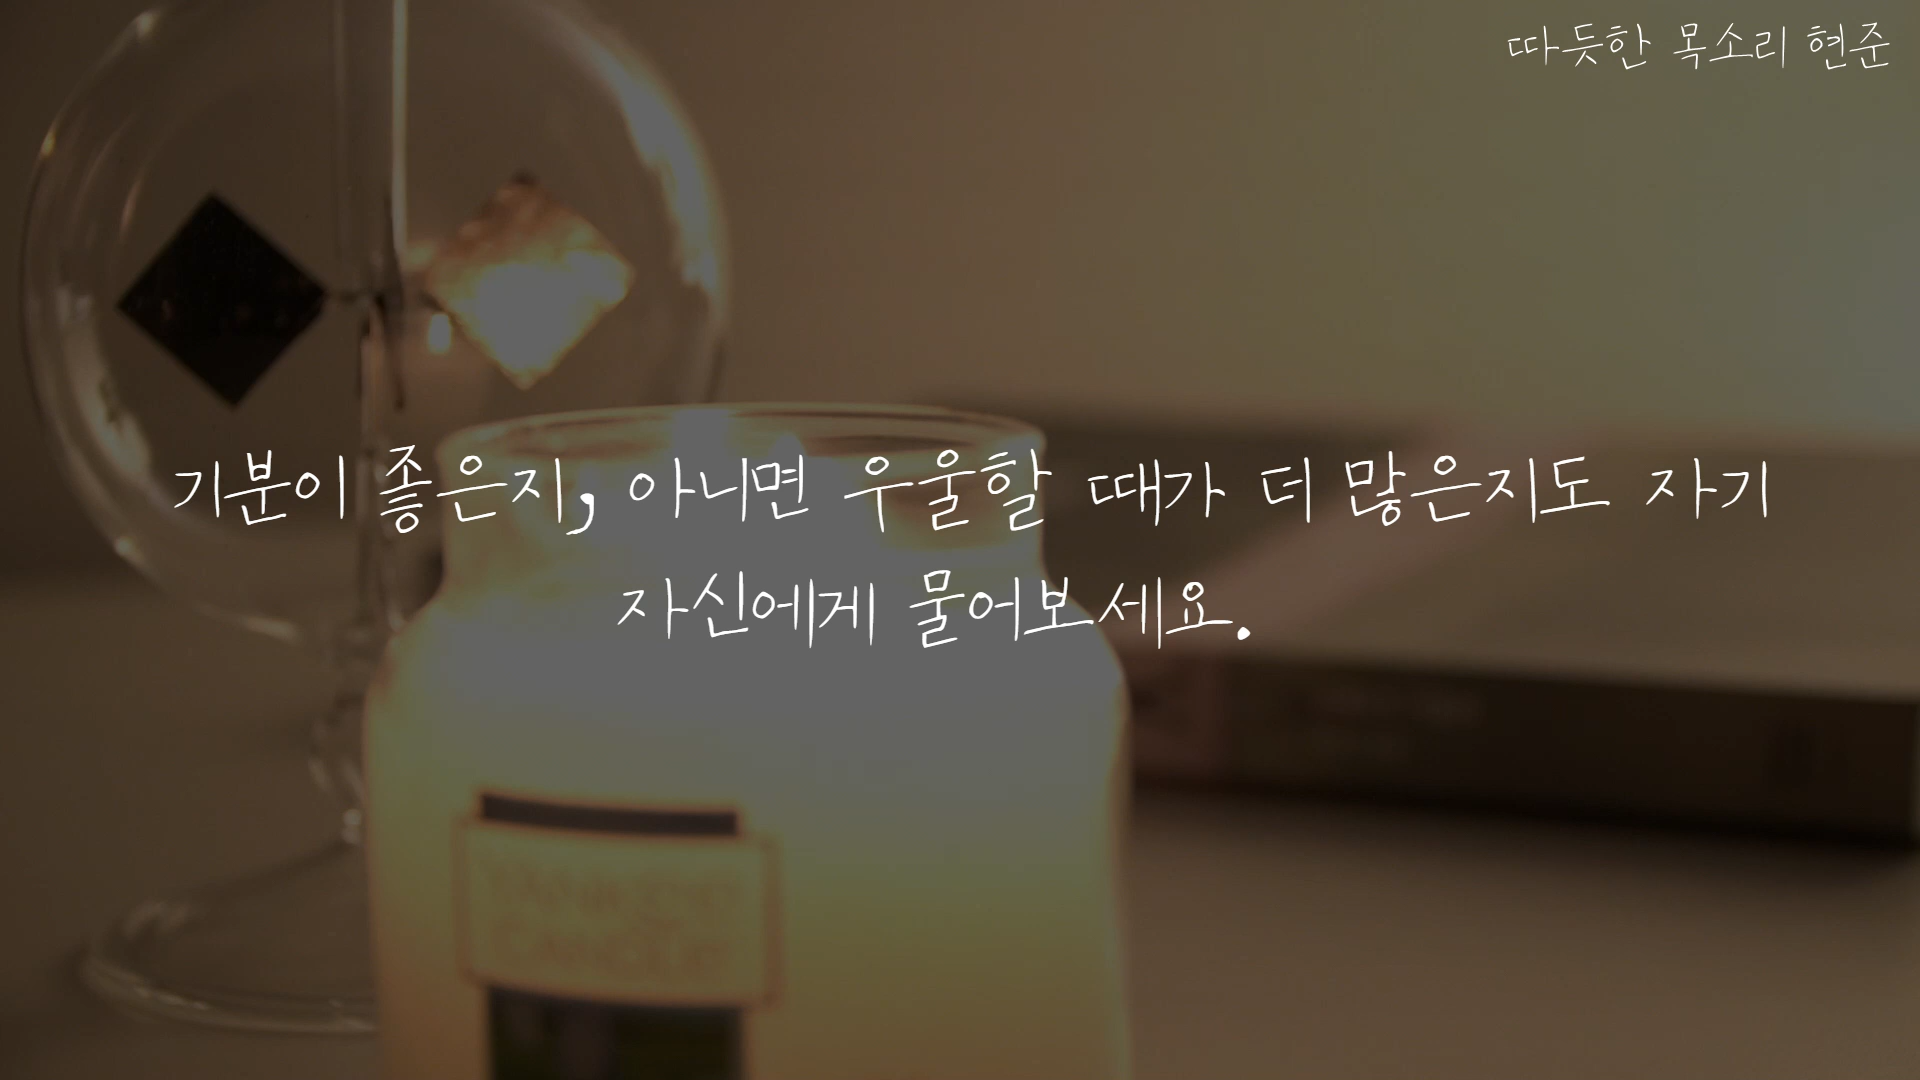 따듯한 목소리 현준
기분이 좋은지, 아니면 우울할 때가 더 많은지도 자기
자신에게 물어보세요.